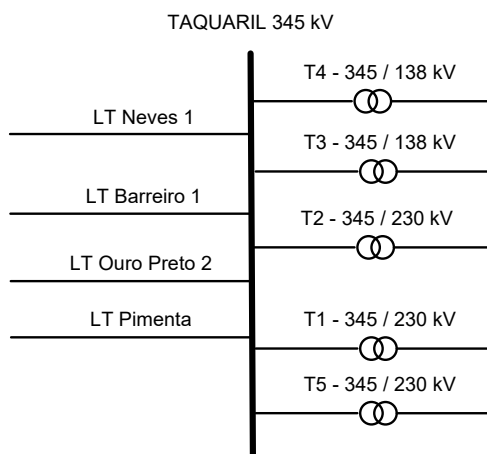 TAQUARIL 345 kV
T4 - 345 / 138 kV
LT Neves 1
T3 - 345 / 138 kV
LT Barreiro 1
T2 - 345 / 230 kV
LT Ouro Preto 2
LT Pimenta
T1 - 345 / 230 kV
T5 - 345 / 230 kV